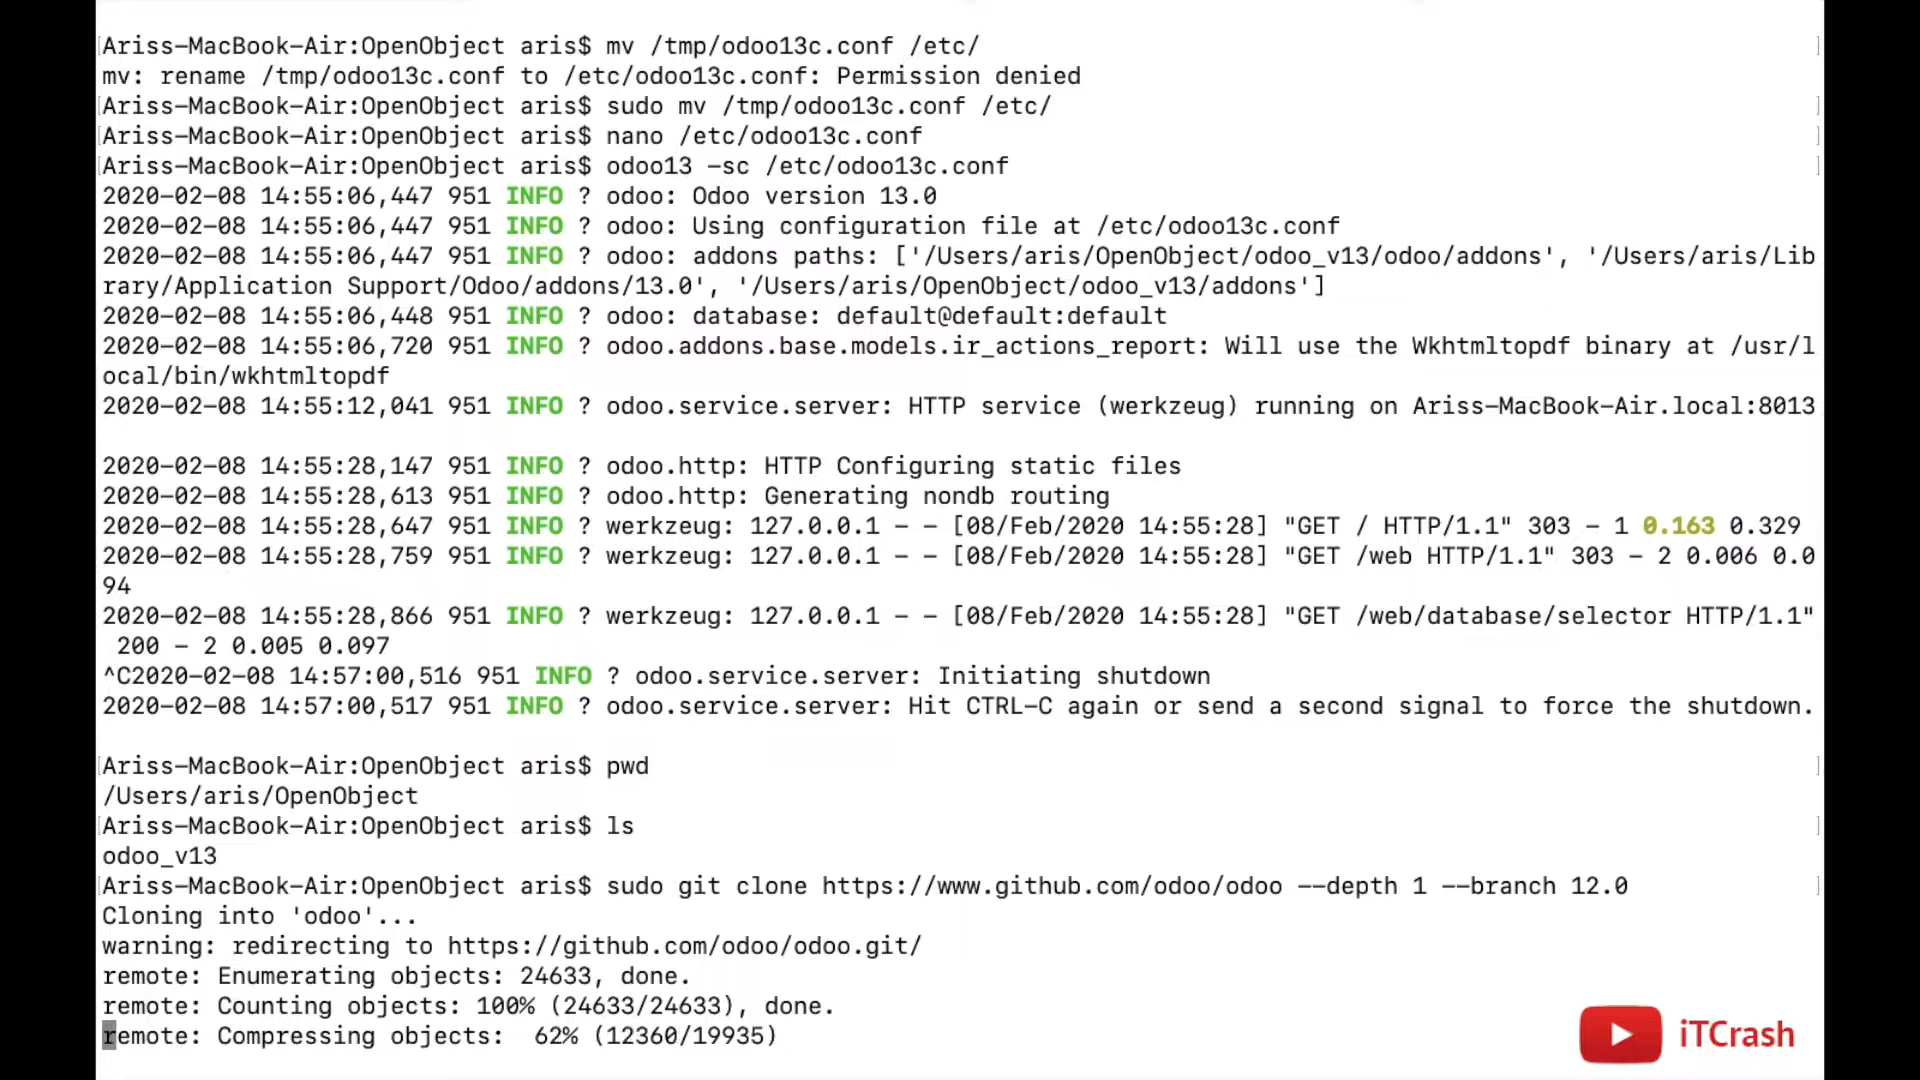 Ariss-MacBook-Air:OpenObject aris$ mv /tmp/odoo13c.conf /etc/
mv: rename /tmp/odoo13c.conf to /etc/odoo13c.conf: Permission denied
Ariss-MacBook-Air:OpenObject aris$ sudo mv /tmp/odoo13c.conf /etc/
Ariss-MacBook-Air:OpenObject aris$ nano /etc/odoo13c.conf
Ariss-MacBook-Air:OpenObject aris$ odoo13 -sc /etc/odoo13c.conf
2020-02-08 14:55:06,447 951 INFO ? odoo: Odoo version 13.0
2020-02-08 14:55:06,447 951 INFO ? odoo: Using configuration file at /etc/odoo13c.conf
2020-02-08 14:55:06,447 951 INFO ? odoo: addons paths: ['/Users/aris/OpenObject/odoo_v13/odoo/addons', '/Users/aris/Lib
rary/Application Support/Odoo/addons/13.0', '/Users/aris/OpenObject/odoo_v13/addons']
2020-02-08 14:55:06,448 951 INFO ? odoo: database: default@default:default
2020-02-08 14:55:06,720 951 INFO ? odoo.addons.base.models.ir_actions_report: Will use the Wkhtmltopdf binary at /usr/l
ocal/bin/wkhtmltopdf
2020-02-08 14:55:12,041 951 INFO ? odoo.service.server: HTTP service (werkzeug) running on Ariss-MacBook-Air.local:8013
2020-02-08 14:55:28,147 951 INFO ? odoo.http: HTTP Configuring static files
2020-02-08 14:55:28,613 951 INFO ? odoo.http: Generating nondb routing
2020-02-08 14:55:28,647 951 INFO ? werkzeug: 127.0.0.1 - - [08/Feb/2020 14:55:28] "GET / HTTP/1.1" 303 - 1 0.163 0.329
2020-02-08 14:55:28,759 951 INFO ? werkzeug: 127.0.0.1 - - [08/Feb/2020 14:55:28] "GET /web HTTP/1.1" 303 - 2 0.006 0.0
94
2020-02-08 14:55:28,866 951 INFO ? werkzeug: 127.0.0.1 - - [08/Feb/2020 14:55:28] "GET /web/database/selector HTTP/1.1"
200 - 2 0.005 0.097
^C2020-02-08 14:57:00,516 951 INFO ? odoo.service.server: Initiating shutdown
2020-02-08 14:57:00,517 951 INFO ? odoo.service.server: Hit CTRL-C again or send a second signal to force the shutdown.
Ariss-MacBook-Air:OpenObject aris$ pwd
/Users/aris/OpenObject
Ariss-MacBook-Air:OpenObject aris$ ls
odoo_v13
Ariss-MacBook-Air:OpenObject aris$ sudo git clone https://www.github.com/odoo/odoo --depth 1 --branch 12.0
Cloning into 'odoo'...
warning: redirecting to https://github.com/odoo/odoo.git/
remote: Enumerating objects: 24633, done.
remote: Counting objects: 100% (24633/24633), done.
remote: Compressing objects:  62% (12360/19935)
iTCrash